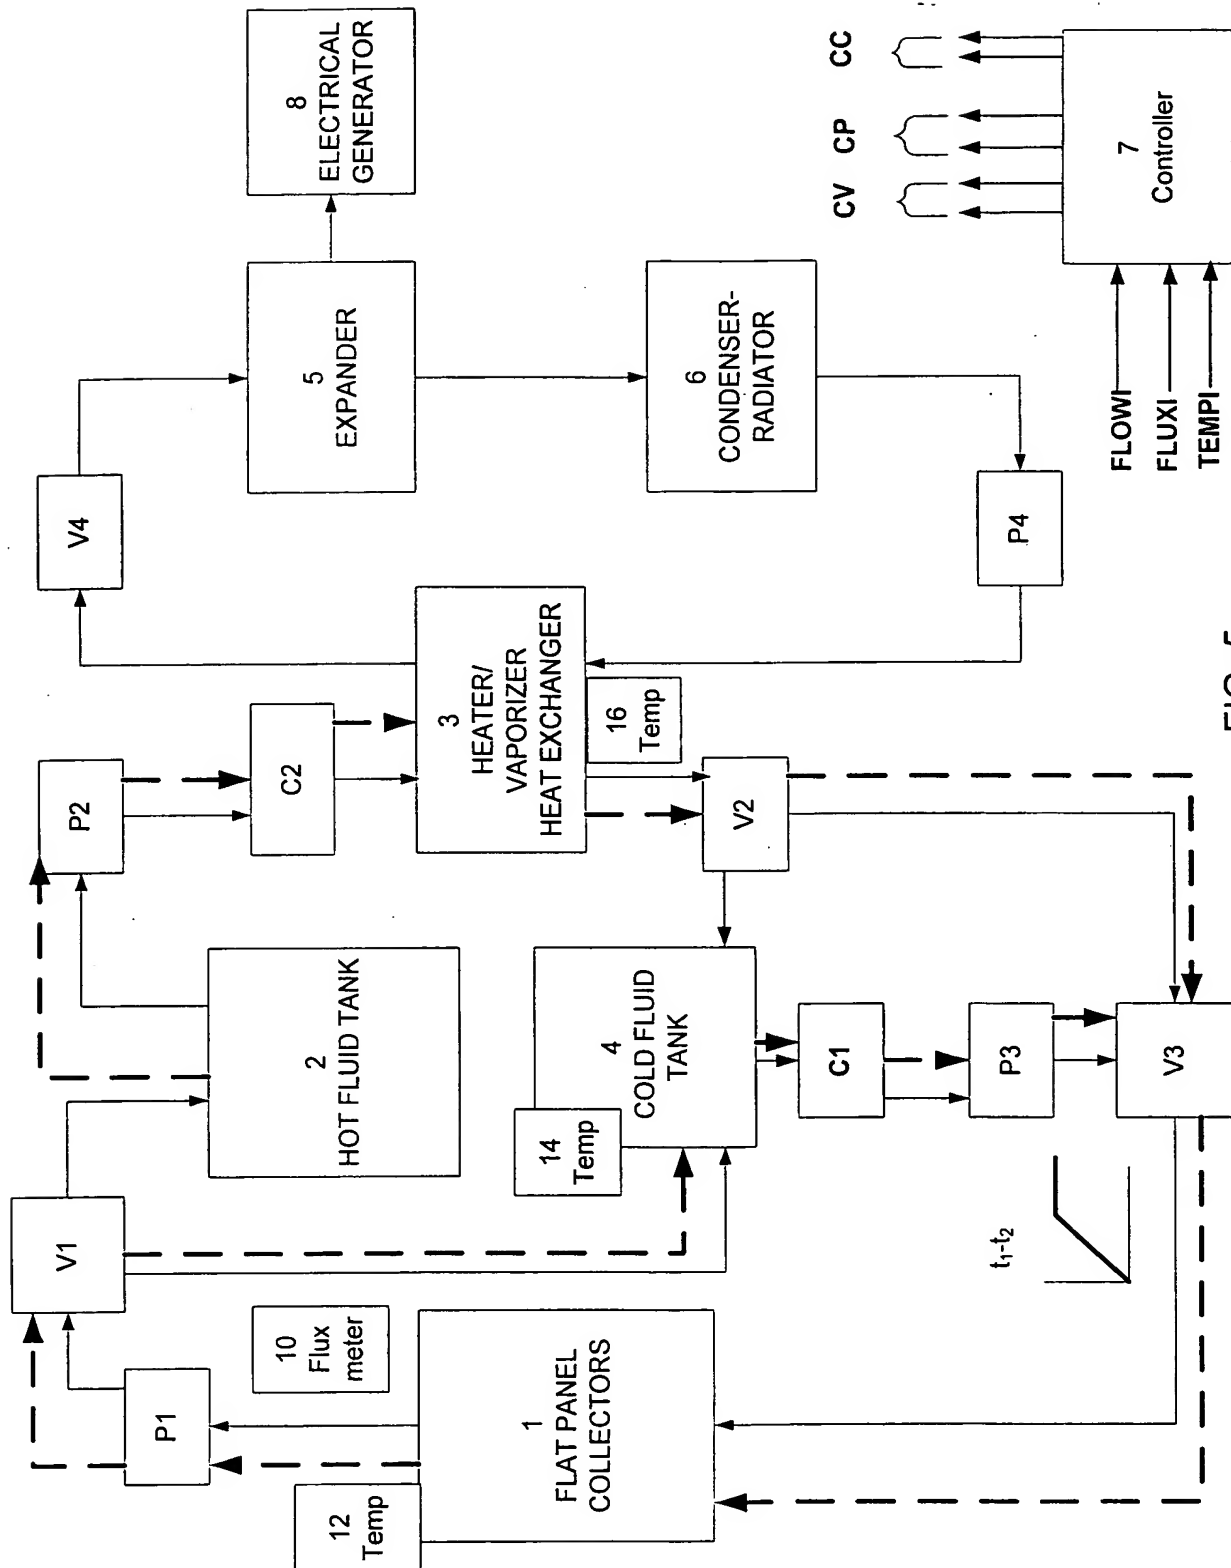 V1
P2
V4
P1
10
Flux
meter
2
HOT FLUID TANK
C2
5
EXPANDER
8
ELECTRICAL
GENERATOR
12
Temp
1
FLAT PANEL
COLLECTORS
14
Temp
4
COLD FLUID
TANK
3
HEATER/
VAPORIZER
HEAT EXCHANGER
16
Temp
V2
6
CONDENSER-
RADIATOR
C1
P3
P4
t₁-t₂
V3
CV
CP
CC
FLOWI
FLUXI
TEMPI
7
Controller
FIG. 5